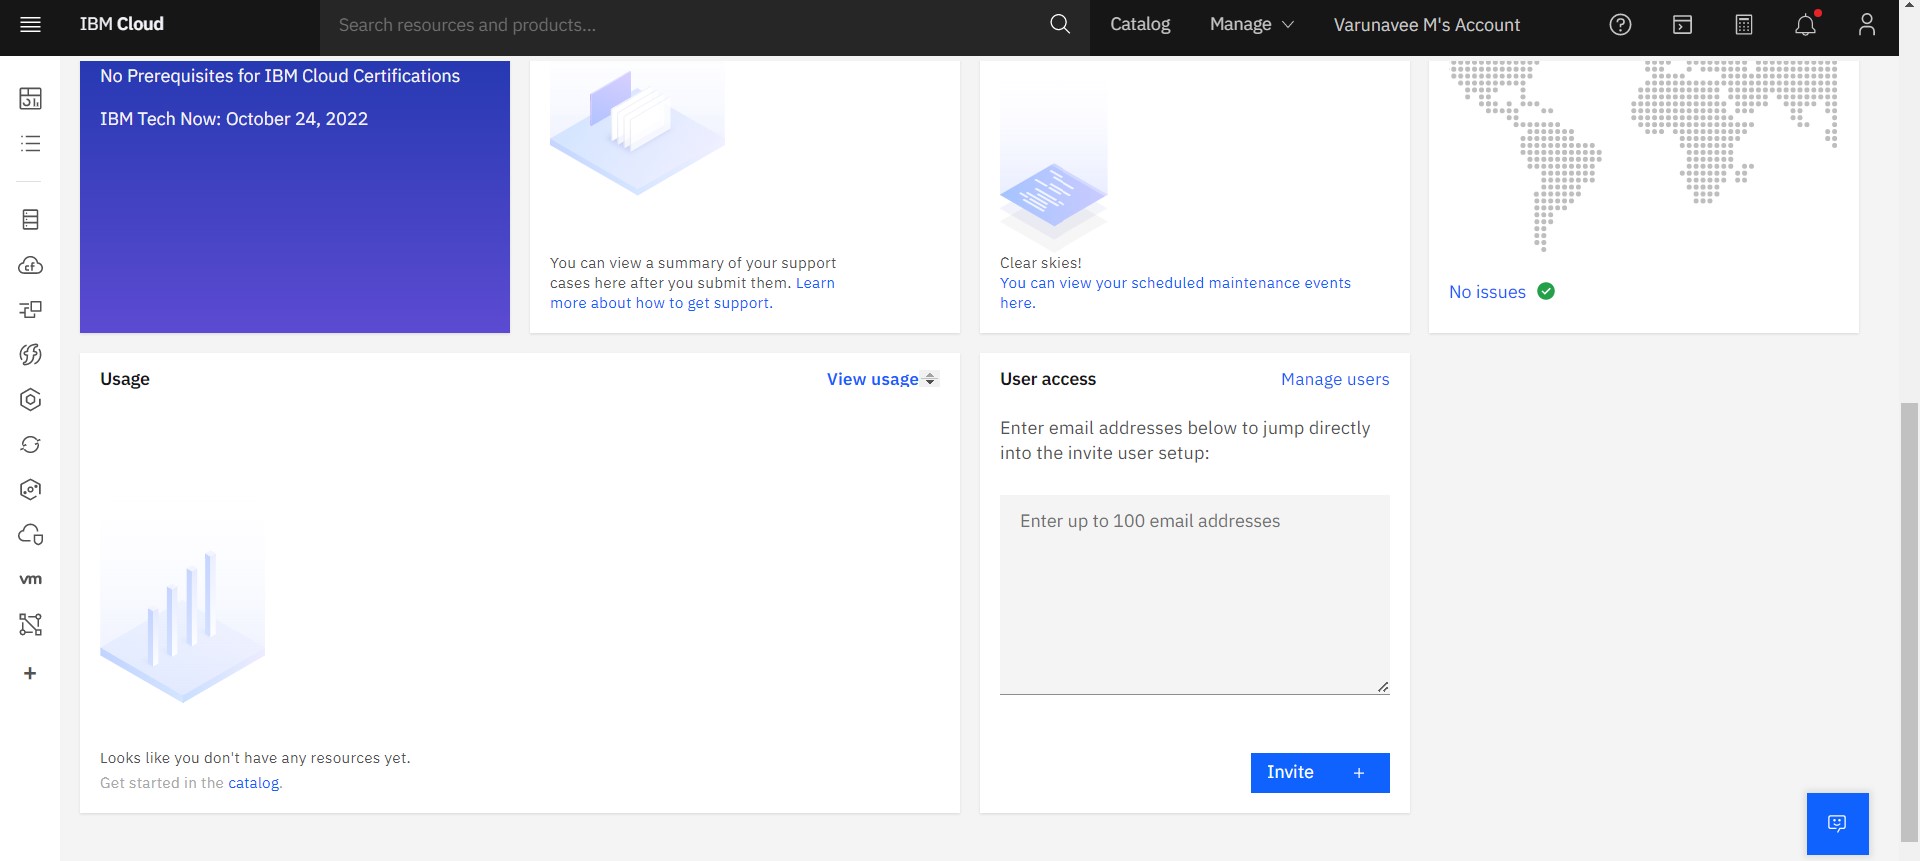 IBM Cloud
Search resources and products...
Catalog
Manage
Varunavee M's Account
No Prerequisites for IBM Cloud Certifications
IBM Tech Now: October 24, 2022
You can view a summary of your support
cases here after you submit them. Learn
more about how to get support.
Clear skies!
You can view your scheduled maintenance events
here.
No issues
Usage
View usage
User access
Manage users
Enter email addresses below to jump directly
into the invite user setup:
Enter up to 100 email addresses
Looks like you don't have any resources yet.
Get started in the catalog.
Invite +
cf
vm